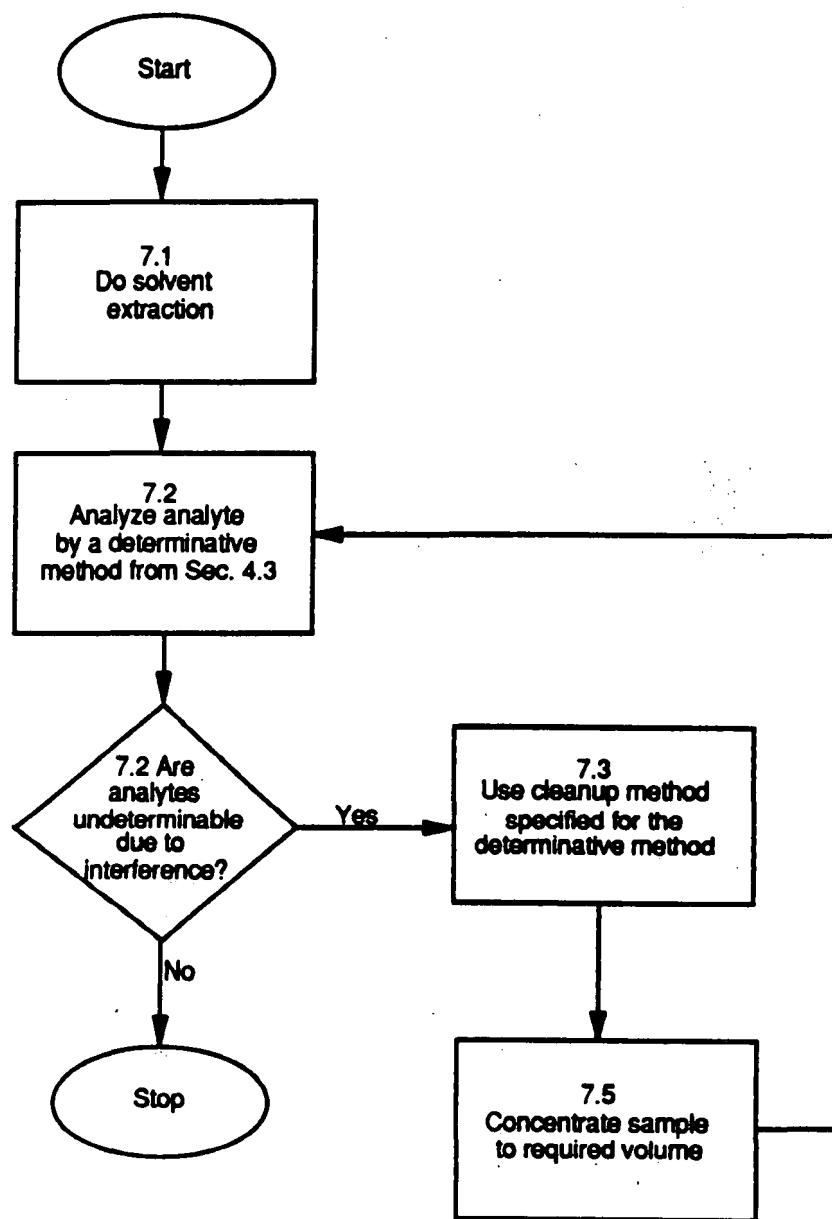 Start
7.1
Do solvent
extraction
7.2
Analyze analyte
by a determinative
method from Sec. 4.3
7.2 Are
analytes
undeterminable
due to
interference?
Yes
No
Stop
7.3
Use cleanup method
specified for the
determinative method
7.5
Concentrate sample
to required volume